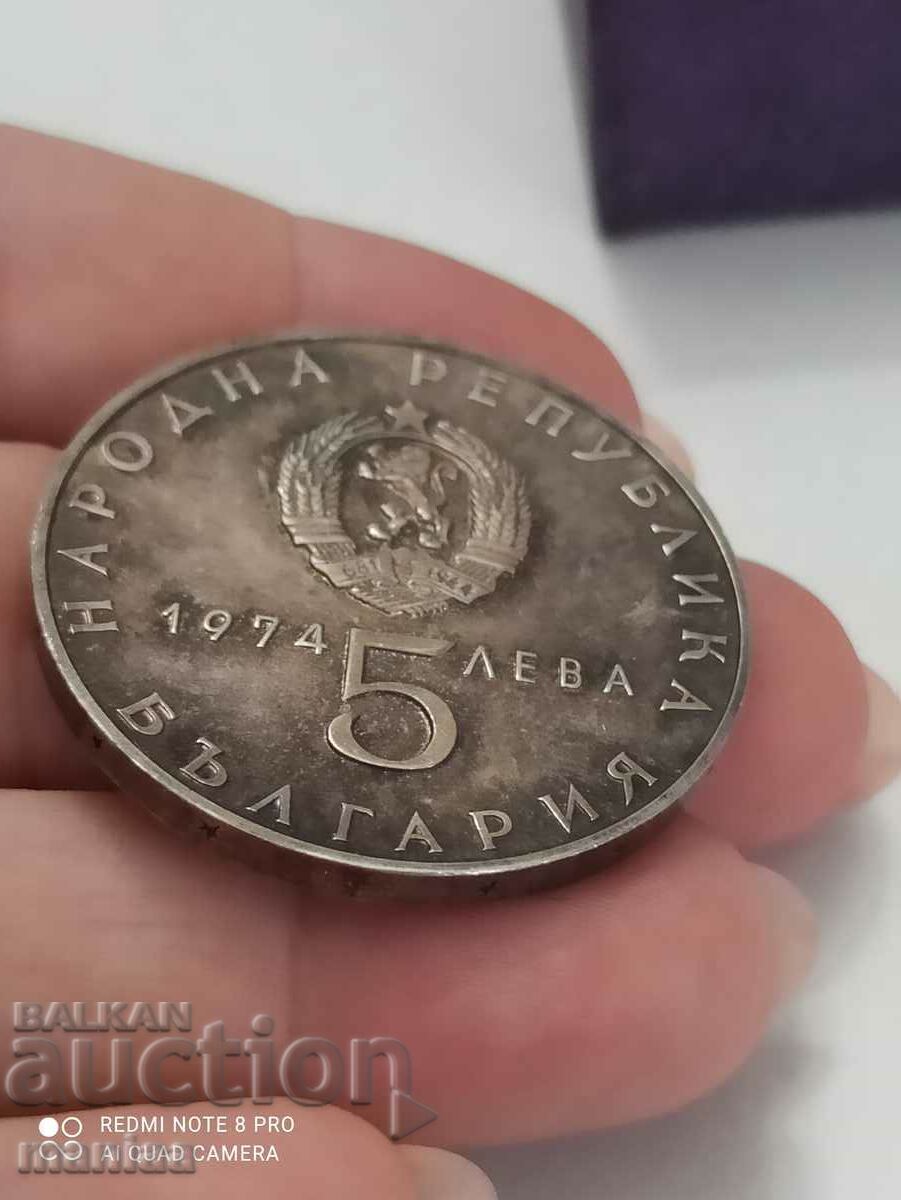 НАРОДНА РЕПУБЛИКА
1974 5 ЛЕВА
БЪЛГАРИЯ
BALKAN
auction
REDMI NOTE 8 PRO
AI QUAD CAMERA